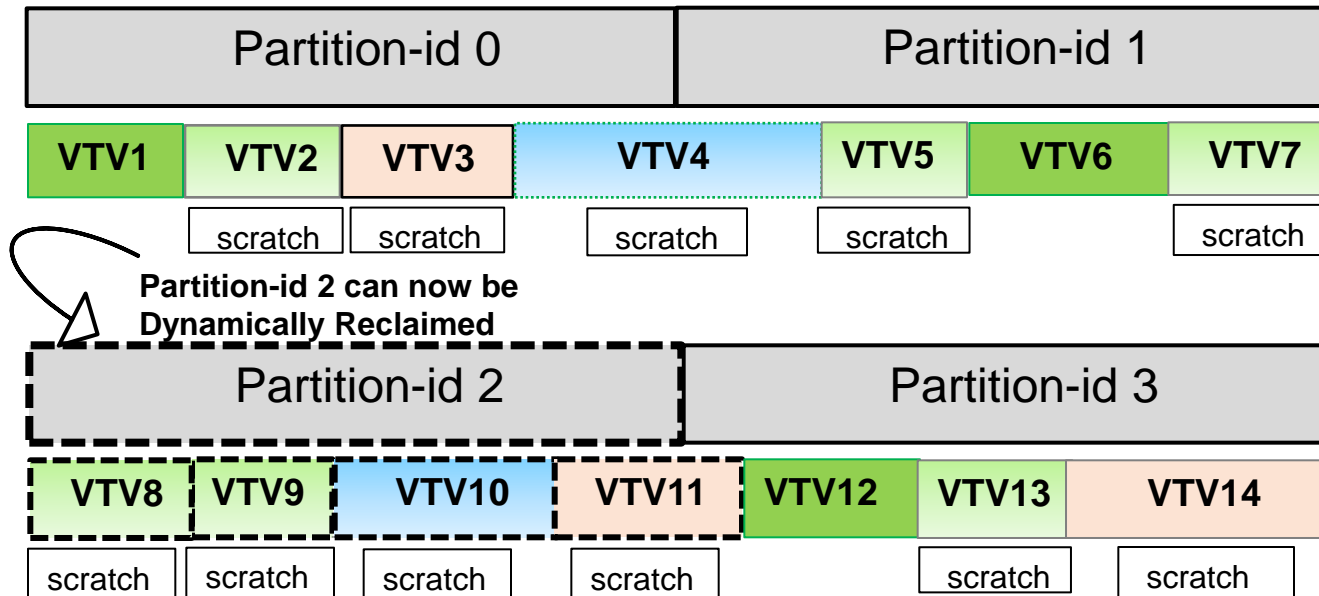 Partition-id 0 Partition-id 1
VTV1 VTV2 VTV3 VTV4 VTV5 VTV6 VTV7
scratch scratch scratch scratch scratch
Partition-id 2 can now be
Dynamically Reclaimed
Partition-id 2 Partition-id 3
VTV8 VTV9 VTV10 VTV11 VTV12 VTV13 VTV14
scratch scratch scratch scratch scratch scratch